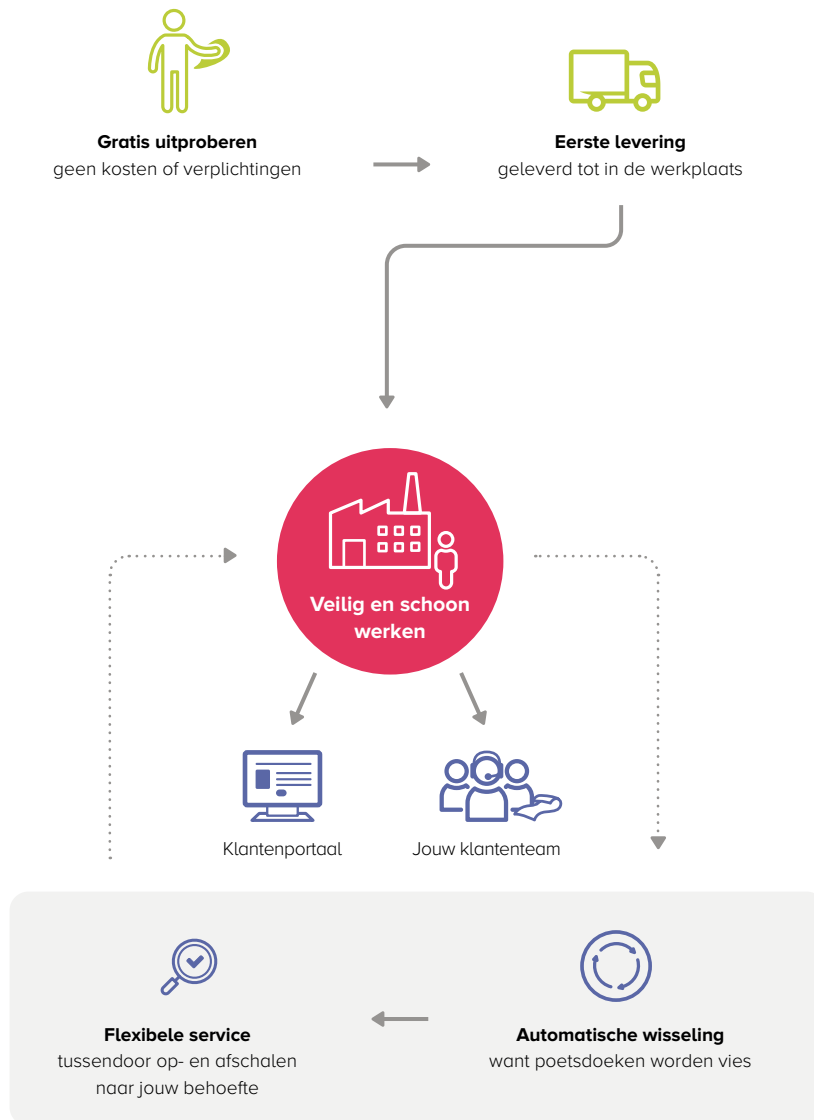 Gratis uitproberen
geen kosten of verplichtingen
Eerste levering
geleverd tot in de werkplaats
Veilig en schoon
werken
Klantenportaal
Jouw klantenteam
Flexibele service
tussendoor op- en afschalen
naar jouw behoefte
Automatische wisseling
want poetsdoeken worden vies